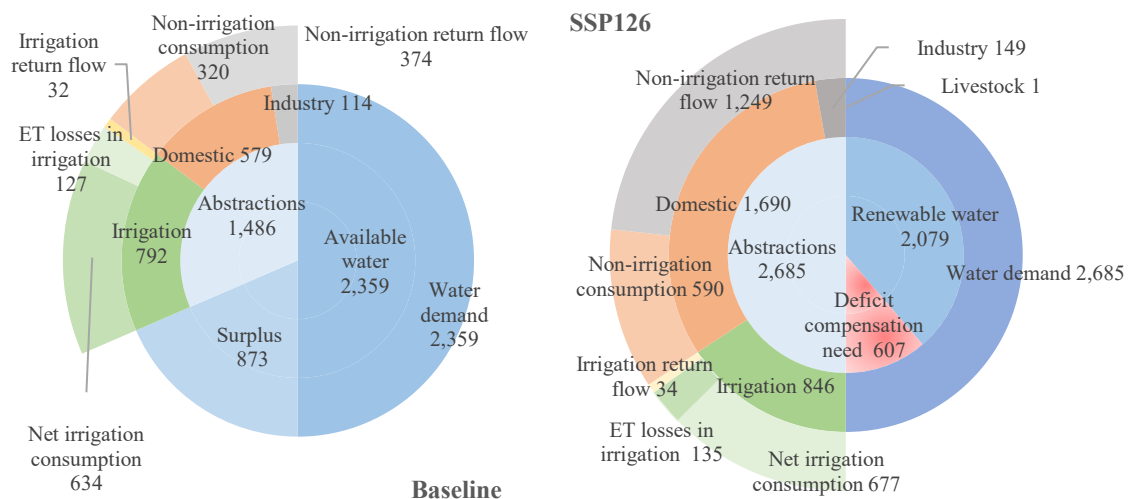 Non-irrigation
consumption
320
Non-irrigation return flow
374
Irrigation
return flow
32
Industry 114
ET losses in
irrigation
127
Domestic 579
Abstractions
1,486
Irrigation
792
Available
water
2,359
Water
demand
2,359
Surplus
873
Net irrigation
consumption
634
Baseline
SSP126
Industry 149
Livestock 1
Non-irrigation return
flow 1,249
Domestic 1,690
Renewable water
2,079
Abstractions
2,685
Water demand 2,685
Non-irrigation
consumption 590
Deficit
compensation
need 607
Irrigation return
flow 34
Irrigation 846
ET losses in
irrigation 135
Net irrigation
consumption 677